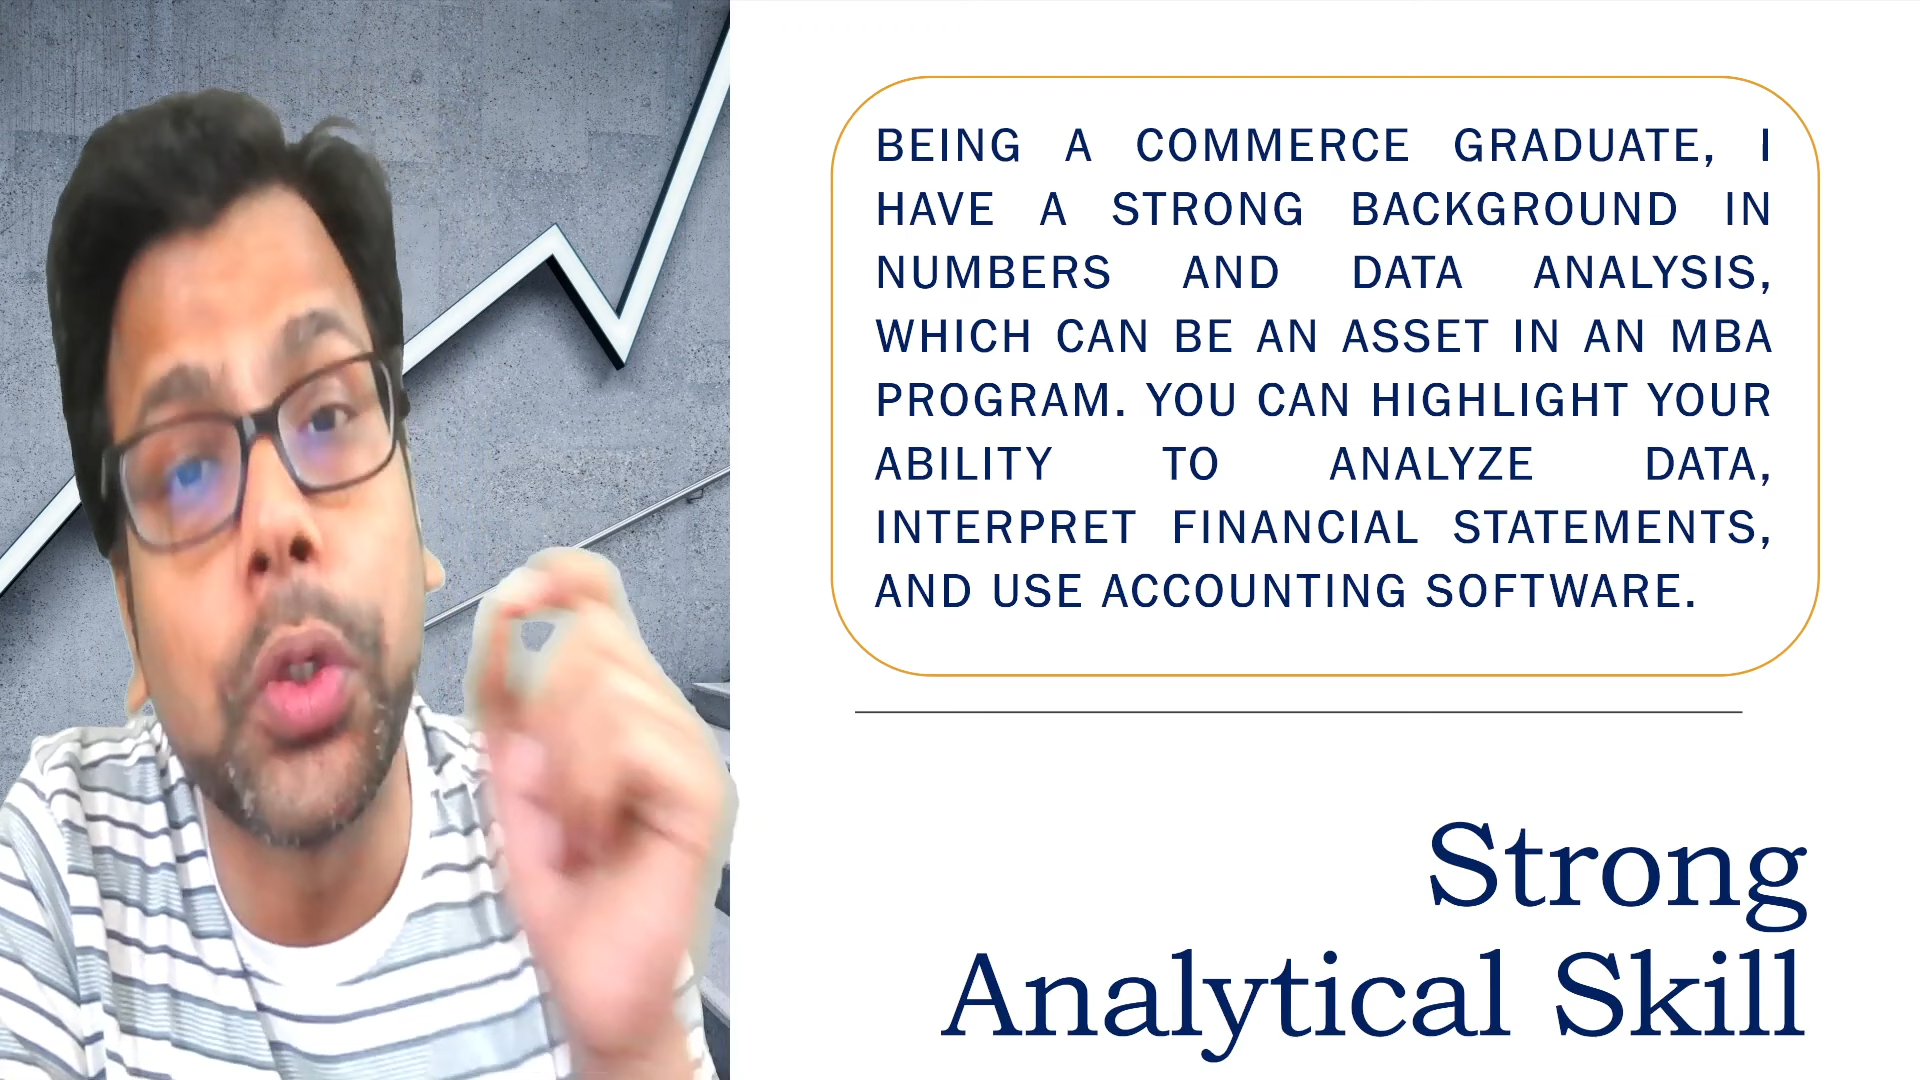 BEING A COMMERCE GRADUATE, I
HAVE A STRONG BACKGROUND IN
NUMBERS AND DATA ANALYSIS,
WHICH CAN BE AN ASSET IN AN MBA
PROGRAM. YOU CAN HIGHLIGHT YOUR
ABILITY TO ANALYZE DATA,
INTERPRET FINANCIAL STATEMENTS,
AND USE ACCOUNTING SOFTWARE.
Strong
Analytical Skill